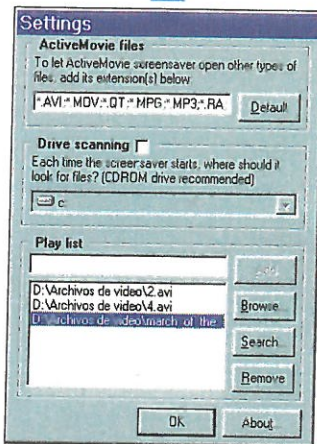 Settings
ActiveMovie files
To let ActiveMovie screensaver open other types of
files, add its extension(s) below:
*.AVI;*.MOV;*.QT;*.MPG;*.MP3;*.RA
Default
Drive scanning
Each time the screen saver starts, where should it
look for files? (CDROM drive recommended)
c
Play list
Add
D:\Archivos de video\2.avi
D:\Archivos de video\4.avi
D:\Archivos de video\march_of_the
Browse
Search
Remove
OK
About...